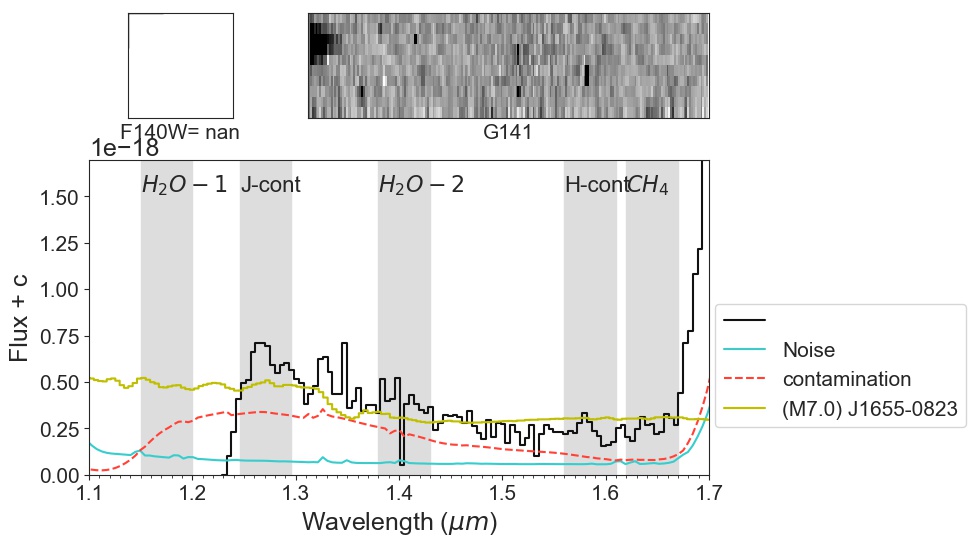 F140W= nan
G141
1e−18
H₂O − 1 J-cont H₂O − 2 H-cont CH₄
1.50
1.25
1.00
0.75
0.50
0.25
0.00
Flux + c
1.1 1.2 1.3 1.4 1.5 1.6 1.7
Wavelength (μm)
Noise
contamination
(M7.0) J1655-0823